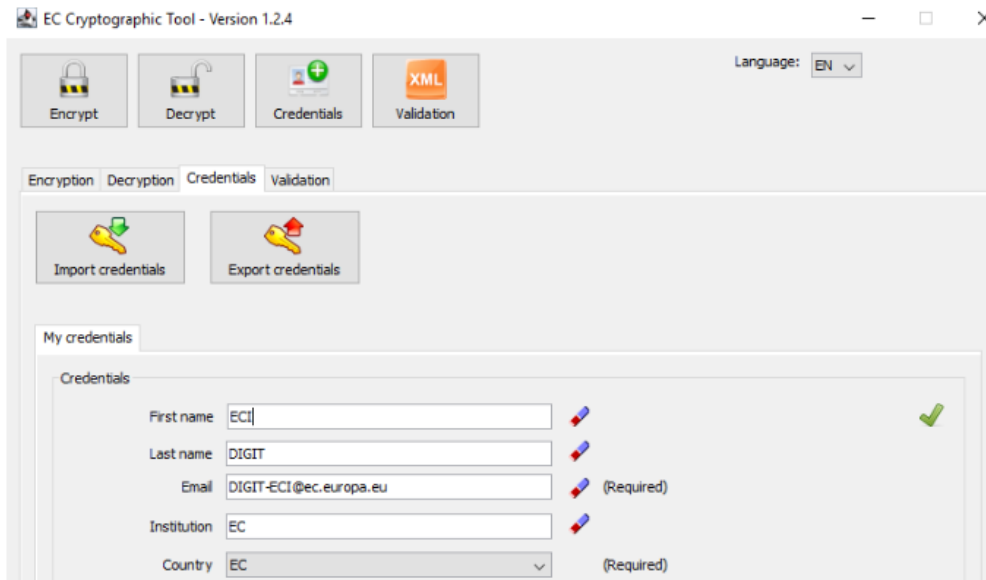 EC Cryptographic Tool - Version 1.2.4
Language: EN
Encrypt Decrypt Credentials XML Validation
Encryption Decryption Credentials Validation
Import credentials Export credentials
My credentials
Credentials
First name ECI
Last name DIGIT
Email DIGIT-ECI@ec.europa.eu (Required)
Institution EC
Country EC (Required)